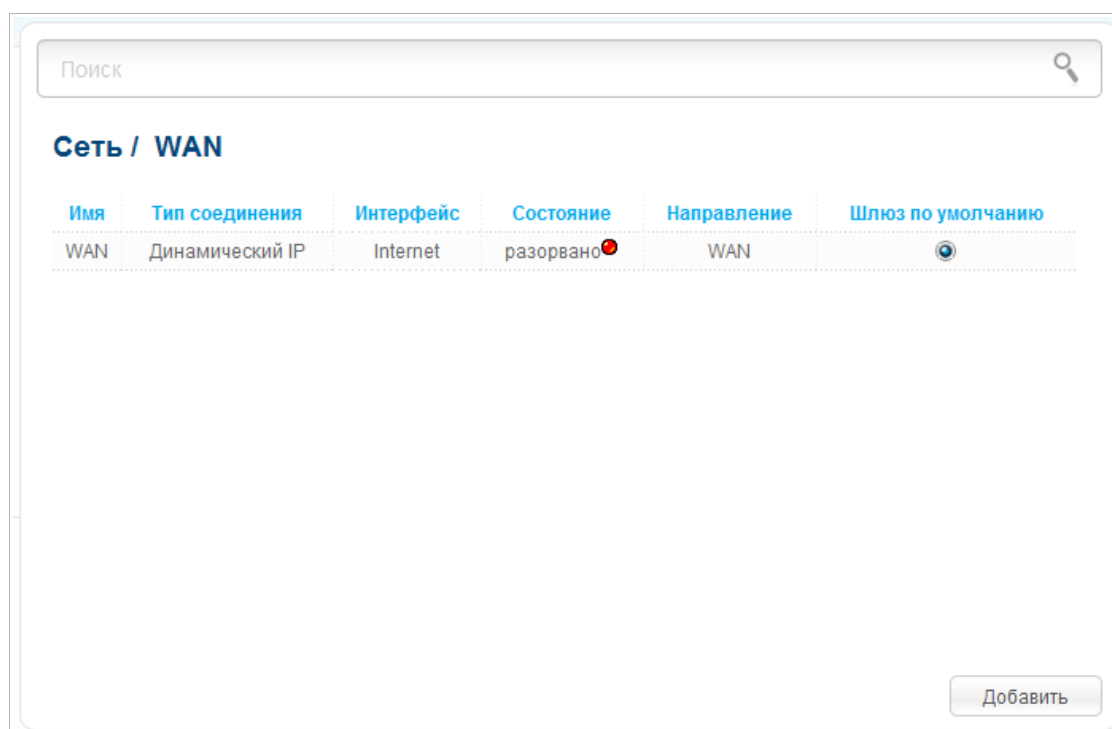 Поиск
Сеть / WAN
Имя Тип соединения Интерфейс Состояние Направление Шлюз по умолчанию
WAN Динамический IP Internet разорвано WAN
Добавить